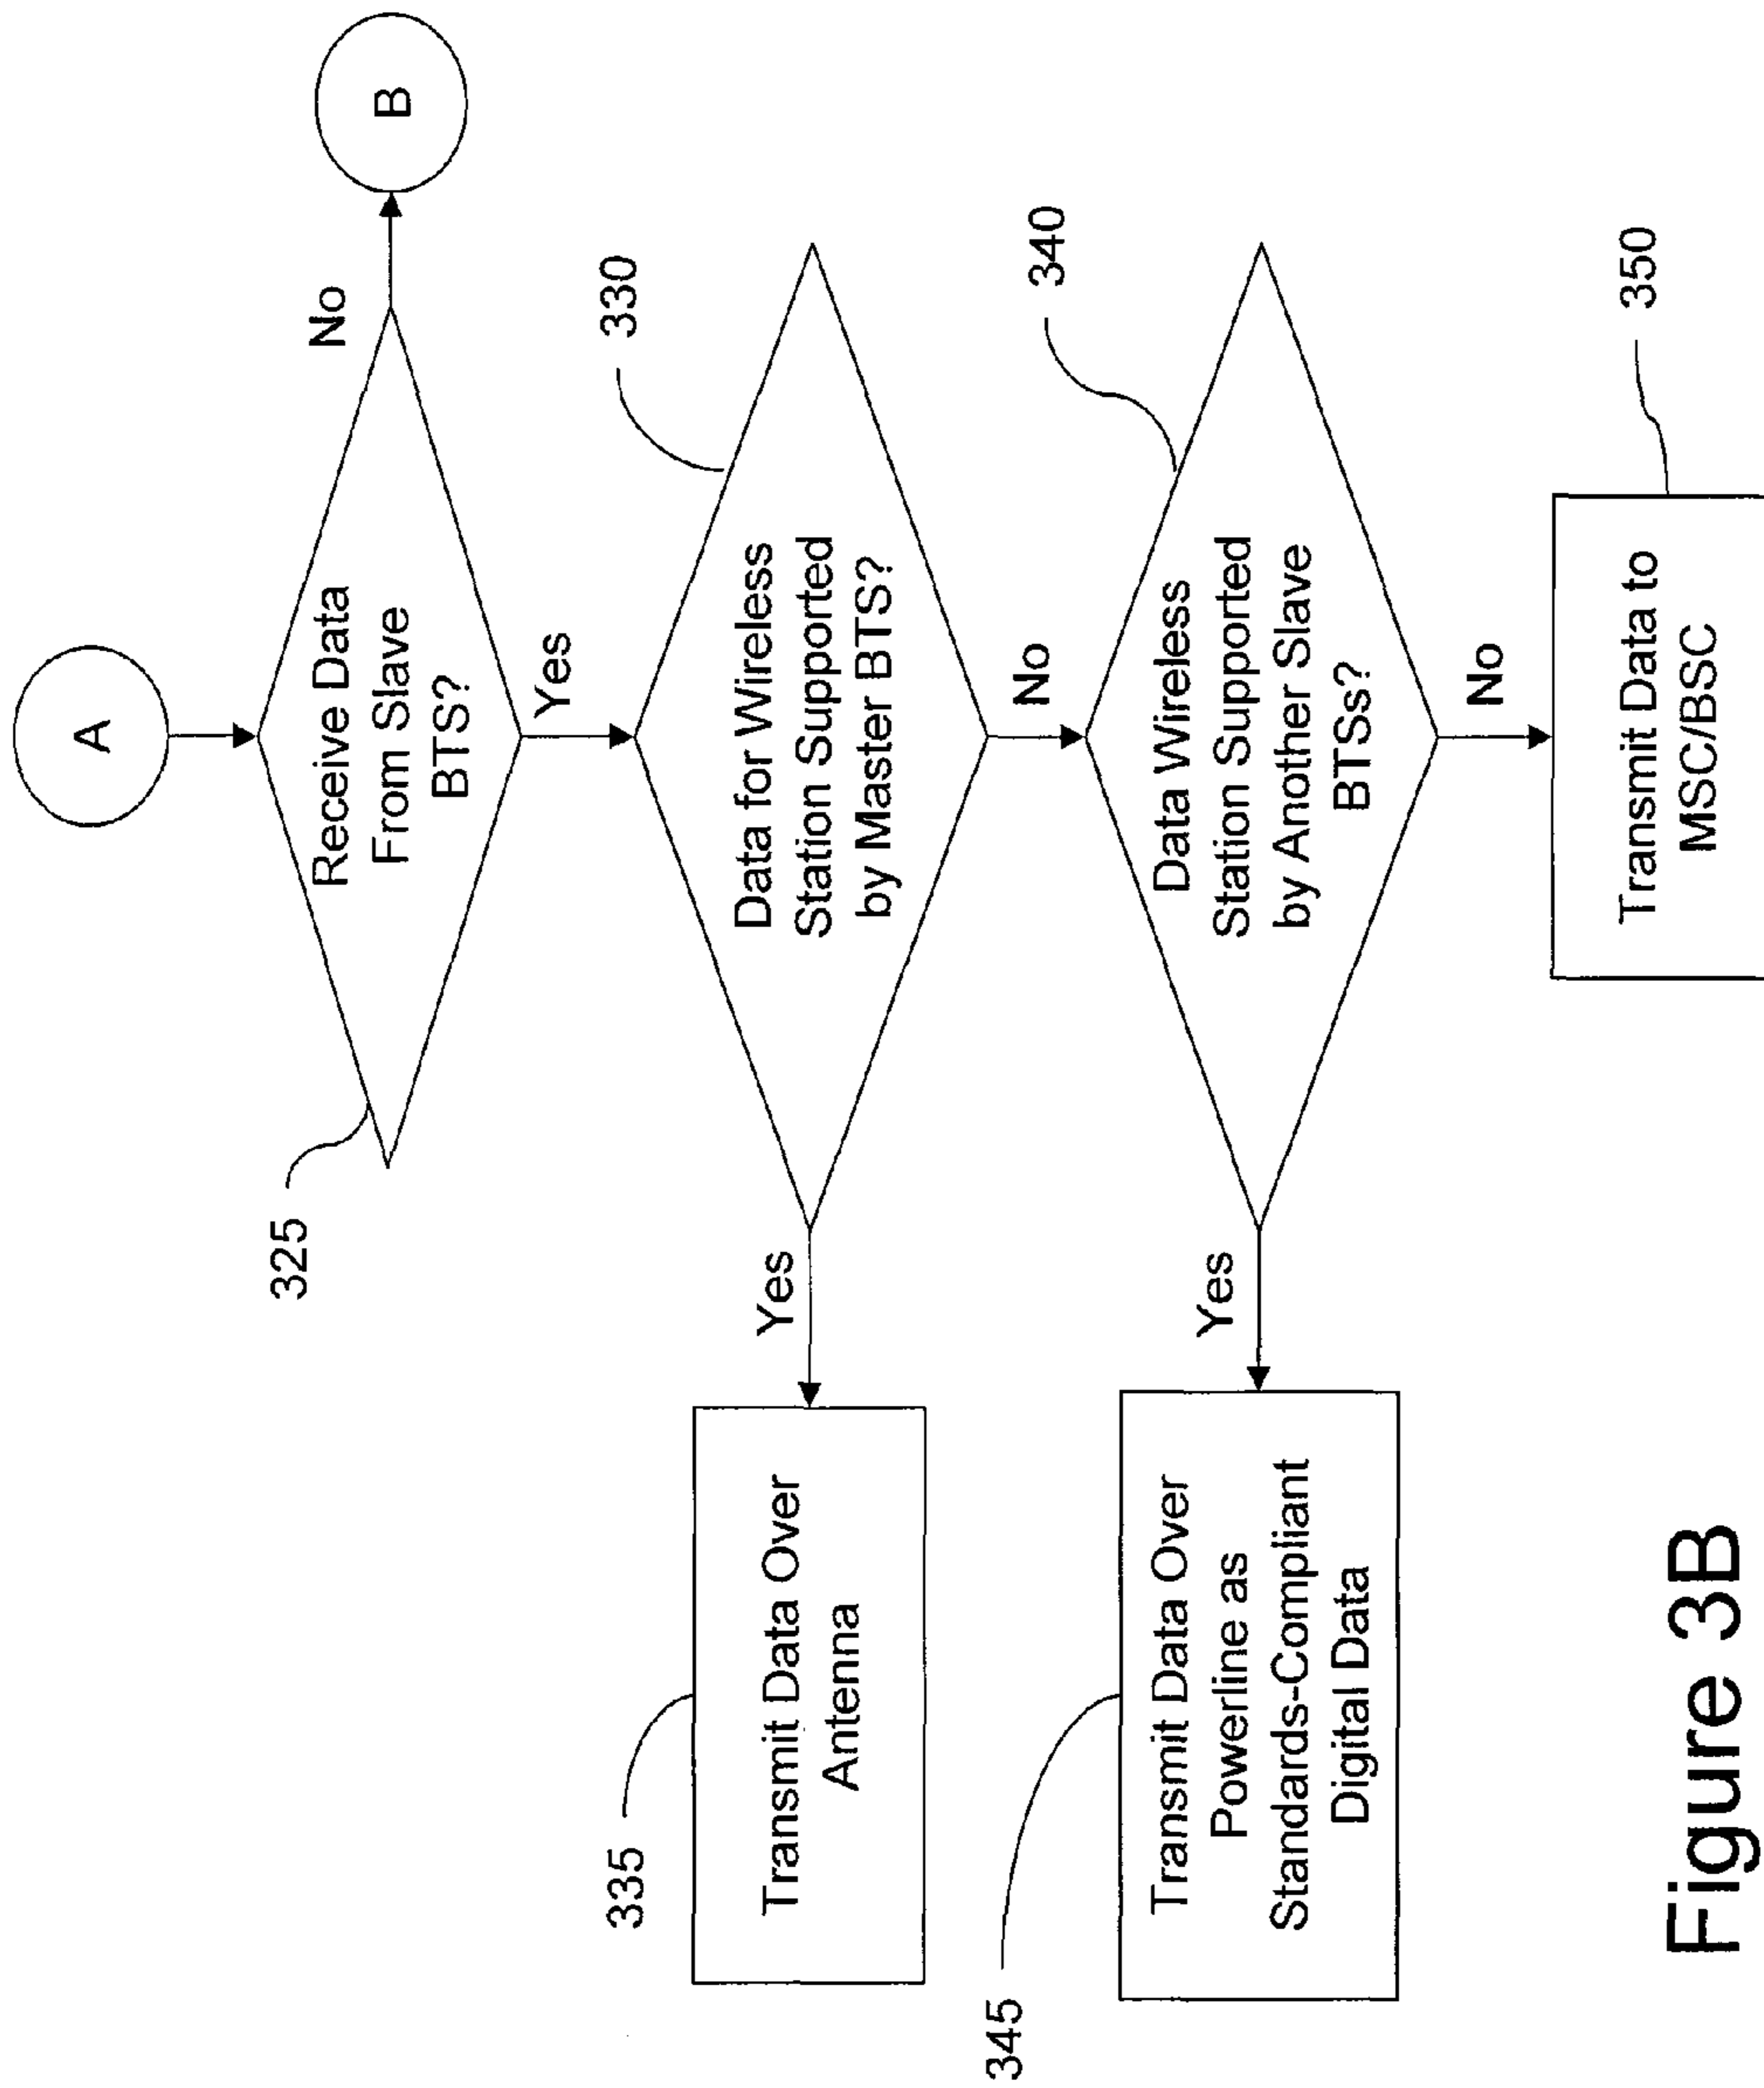 A
Receive Data
From Slave
BTS?
325
No
B
Yes
Data for Wireless
Station Supported
by Master BTS?
330
Yes
Transmit Data Over
Antenna
335
No
Data Wireless
Station Supported
by Another Slave
BTSs?
340
Yes
Transmit Data Over
Powerline as
Standards-Compliant
Digital Data
345
No
Transmit Data to
MSC/BSC
350
Figure 3B